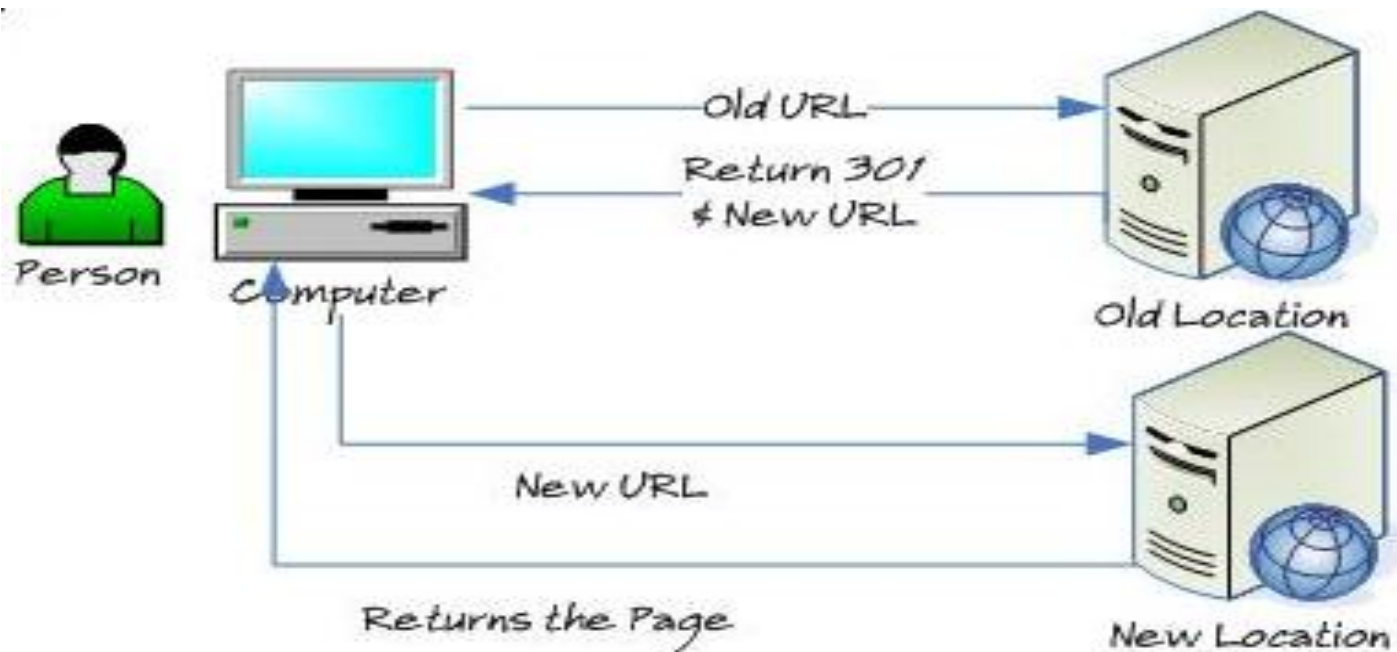 Old URL
Return 301
& New URL
Person
Computer
Old Location
New URL
Returns the Page
New Location